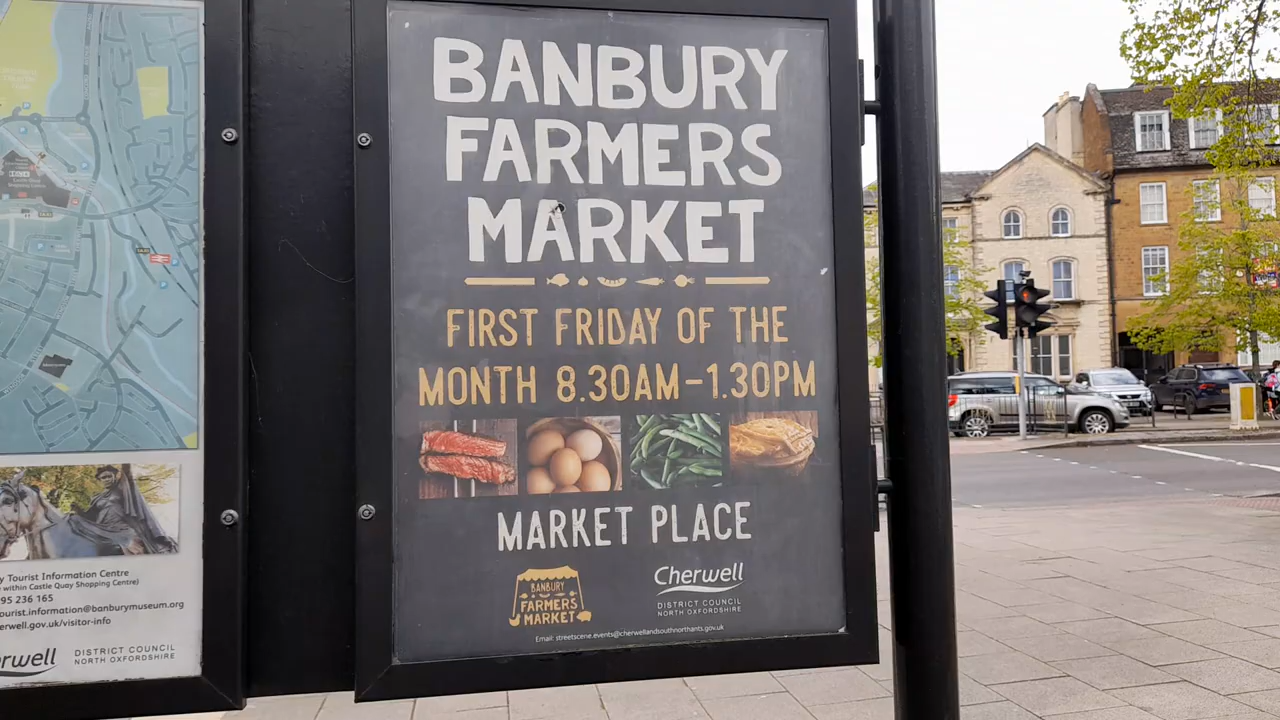 BANBURY
FARMERS
MARKET
FIRST FRIDAY OF THE
MONTH 8.30AM-1.30PM
MARKET PLACE
BANBURY
FARMERS
MARKET
Cherwell
DISTRICT COUNCIL
NORTH OXFORDSHIRE
Email: streetscene.events@cherwellandsouthnorthants.gov.uk
y Tourist Information Centre
within Castle Quay Shopping Centre)
95 236 165
ourist.information@banburymuseum.org
erwell.gov.uk/visitor-info
erwell
DISTRICT COUNCIL
NORTH OXFORDSHIRE